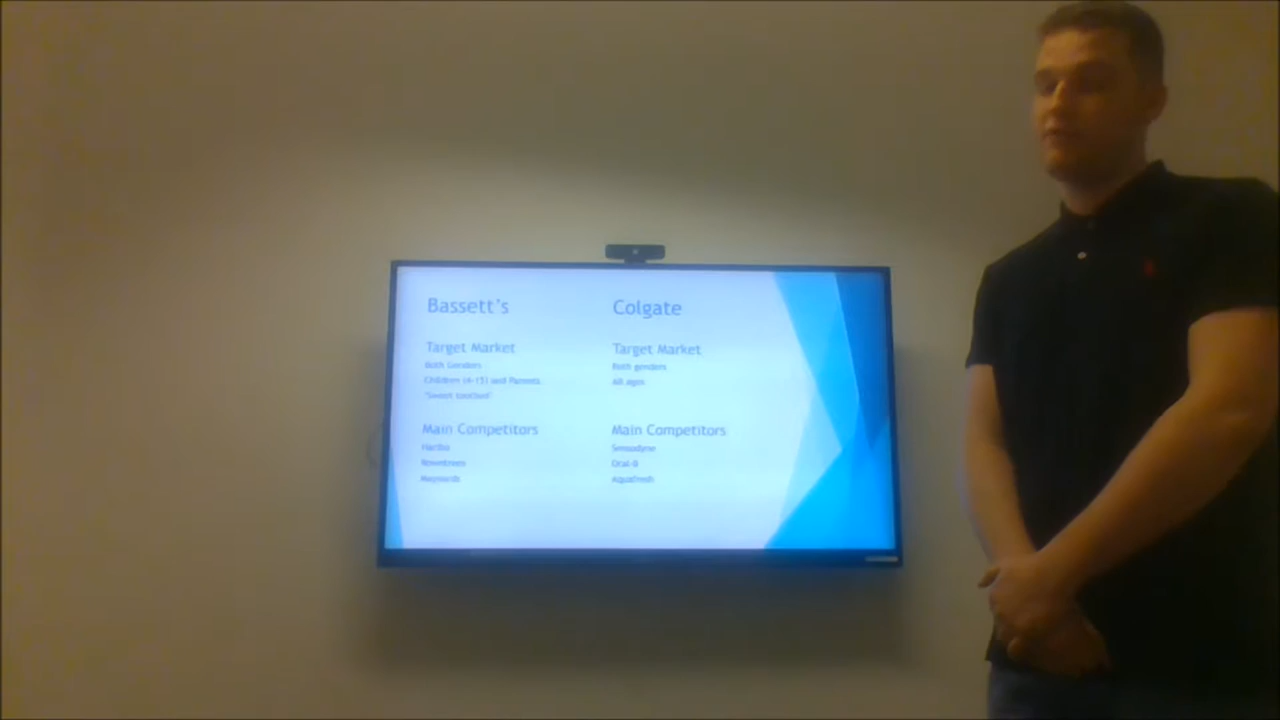 Bassett's
Target Market
Both Genders
Children (4-15) and Parents
"Sweet toothed"
Main Competitors
Haribo
Rowntrees
Maynards
Colgate
Target Market
Both genders
All ages
Main Competitors
Sensodyne
Oral-B
Aquafresh